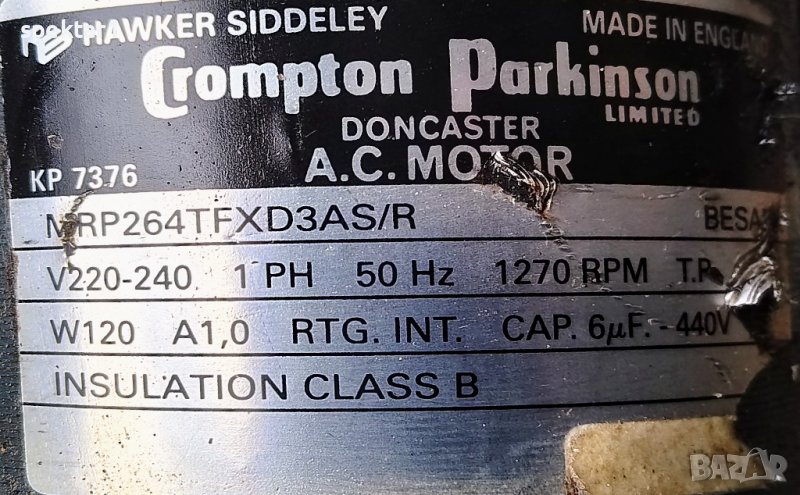 HAWKER SIDDELEY MADE IN ENGLAND
Crompton Parkinson
LIMITED
DONCASTER
KP 7376 A.C. MOTOR
MRP264TFXD3AS/R
V220-240 1 PH 50 Hz 1270 RPM T.P.
W120 A1,0 RTG. INT. CAP. 6µF.-440V
INSULATION CLASS B
BAZAR